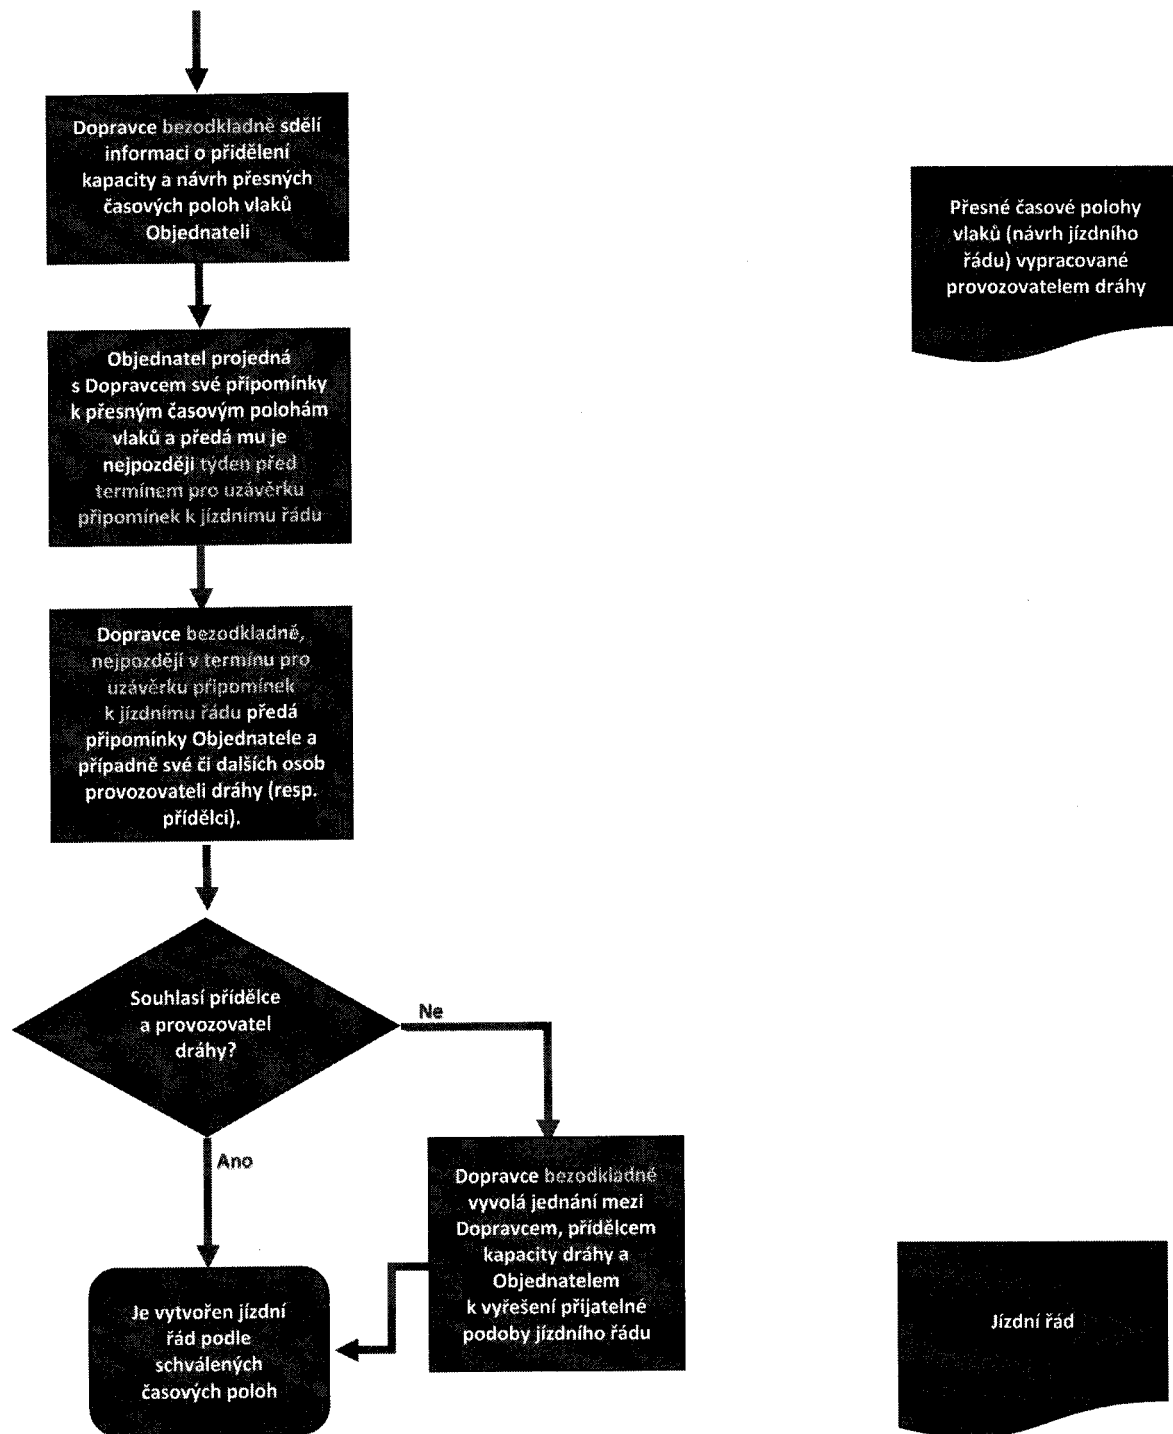 Dopravce bezodkladně sdělí
informaci o přidělení
kapacity a návrh přesných
časových poloh vlaků
Objednateli
Přesné časové polohy
vlaků (návrh jízdního
řádu) vypracované
provozovatelem dráhy
Objednatel projedná
s Dopravcem své připomínky
k přesným časovým polohám
vlaků a předá mu je
nejpozději týden před
termínem pro uzávěrku
připomínek k jízdnímu řádu
Dopravce bezodkladně,
nejpozději v termínu pro
uzávěrku připomínek
k jízdnímu řádu předá
připomínky Objednatele a
případně své či dalších osob
provozovateli dráhy (resp.
přídělci).
Souhlasí přídělce
a provozovatel
dráhy?
Ne
Ano
Dopravce bezodkladně
vyvolá jednání mezi
Dopravcem, přídělcem
kapacity dráhy a
Objednatelem
k vyřešení přijatelné
podoby jízdního řádu
Je vytvořen jízdní
řád podle
schválených
časových poloh
Jízdní řád